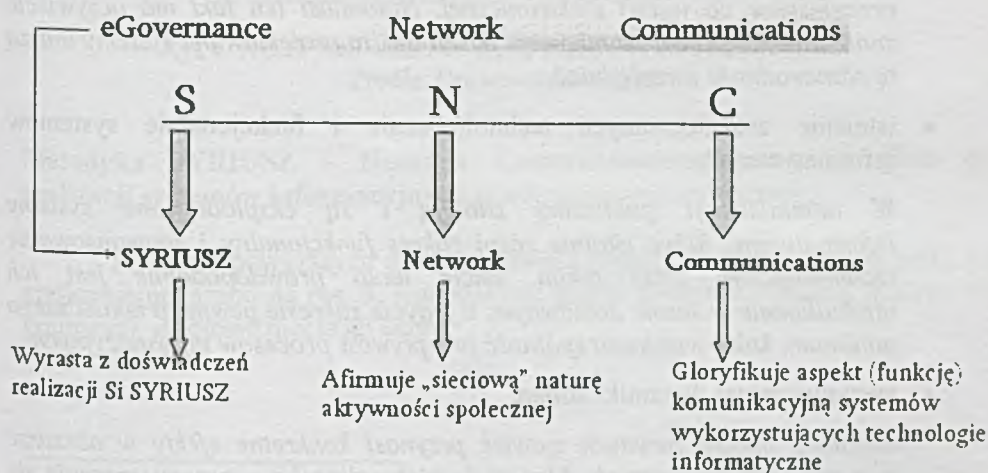 eGovernance Network Communications
S N C
SYRIUSZ Network Communications
Wyrasta z doświadczeń
realizacji Si SYRIUSZ
Afirmuje „sieciową” naturę
aktywności społecznej
Gloryfikuje aspekt (funkcję)
komunikacyjną systemów
wykorzystujących technologie
informatyczne